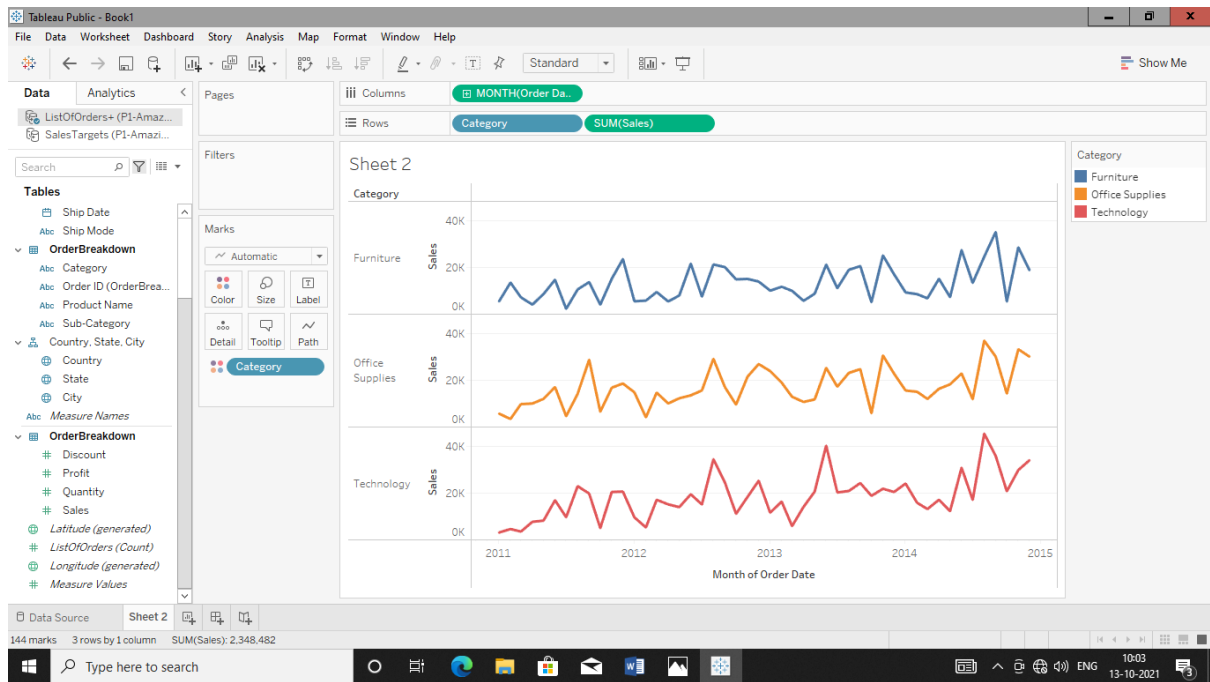 Tableau Public - Book1
File Data Worksheet Dashboard Story Analysis Map Format Window Help
Standard
Show Me
Data Analytics
ListOfOrders+ (P1-Amaz...
SalesTargets (P1-Amazi...
Search
Tables
Ship Date
Abc Ship Mode
OrderBreakdown
Abc Category
Abc Order ID (OrderBrea...
Abc Product Name
Abc Sub-Category
Country, State, City
Country
State
City
Abc Measure Names
OrderBreakdown
# Discount
# Profit
# Quantity
# Sales
Latitude (generated)
# ListOfOrders (Count)
Longitude (generated)
# Measure Values
Pages
Filters
Marks
Automatic
Color Size Label
Detail Tooltip Path
Category
iii Columns
MONTH(Order Da..
Rows
Category SUM(Sales)
Sheet 2
Category
Furniture
Sales
40K
20K
0K
Office
Supplies
Sales
40K
20K
0K
Technology
Sales
40K
20K
0K
2011 2012 2013 2014 2015
Month of Order Date
Category
Furniture
Office Supplies
Technology
Data Source Sheet 2
144 marks 3 rows by 1 column SUM(Sales): 2,348,482
Type here to search
ENG
10:03
13-10-2021
3